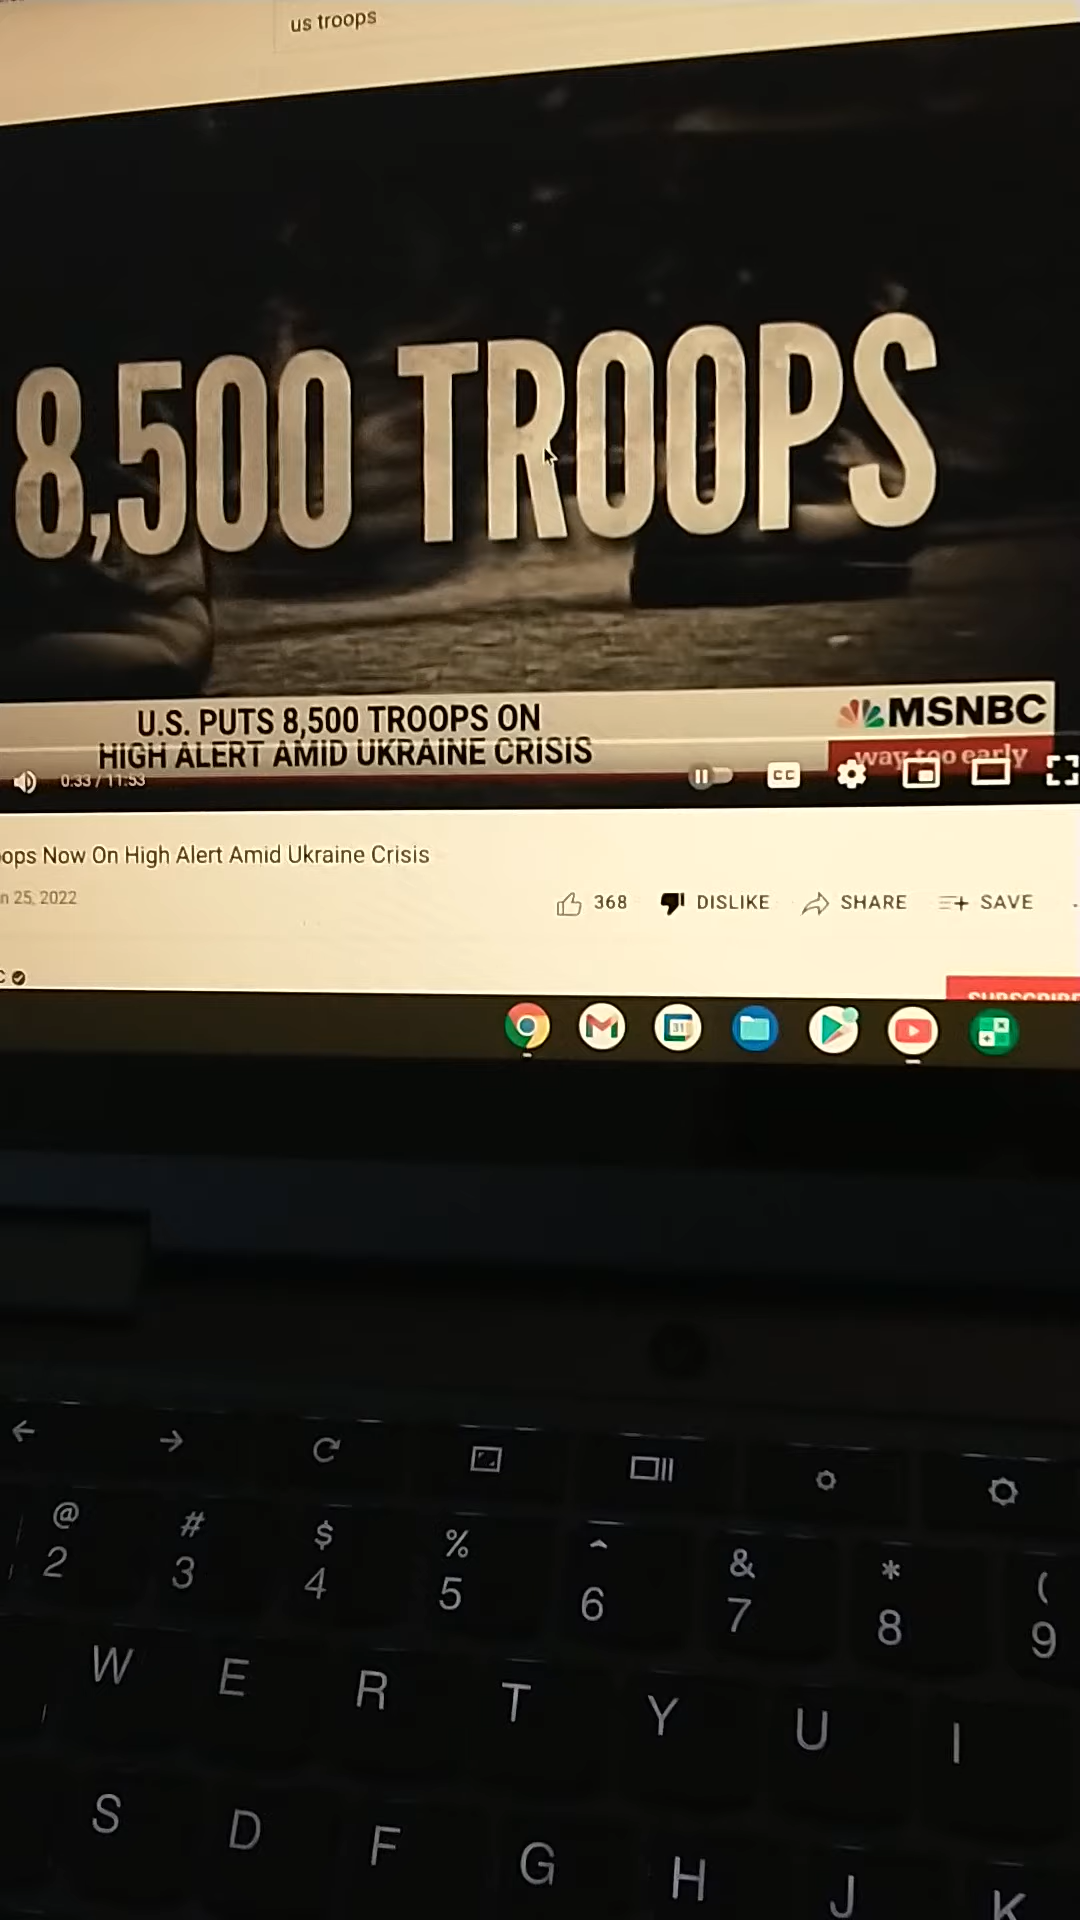 us troops
8,500 TROOPS
U.S. PUTS 8,500 TROOPS ON
HIGH ALERT AMID UKRAINE CRISIS
MSNBC
way too early
0:33 / 11:53
CC
ops Now On High Alert Amid Ukraine Crisis
n 25, 2022
368
DISLIKE
SHARE
SAVE
C
SUBSCRIBE
31
@ # $ % ^ & * (
2 3 4 5 6 7 8 9
W E R T Y U I
S D F G H J K